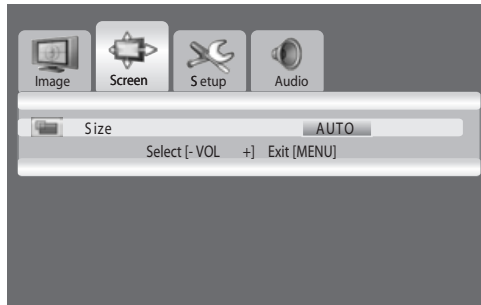 Image Screen Setup Audio
Size AUTO
Select [- VOL +] Exit [MENU]